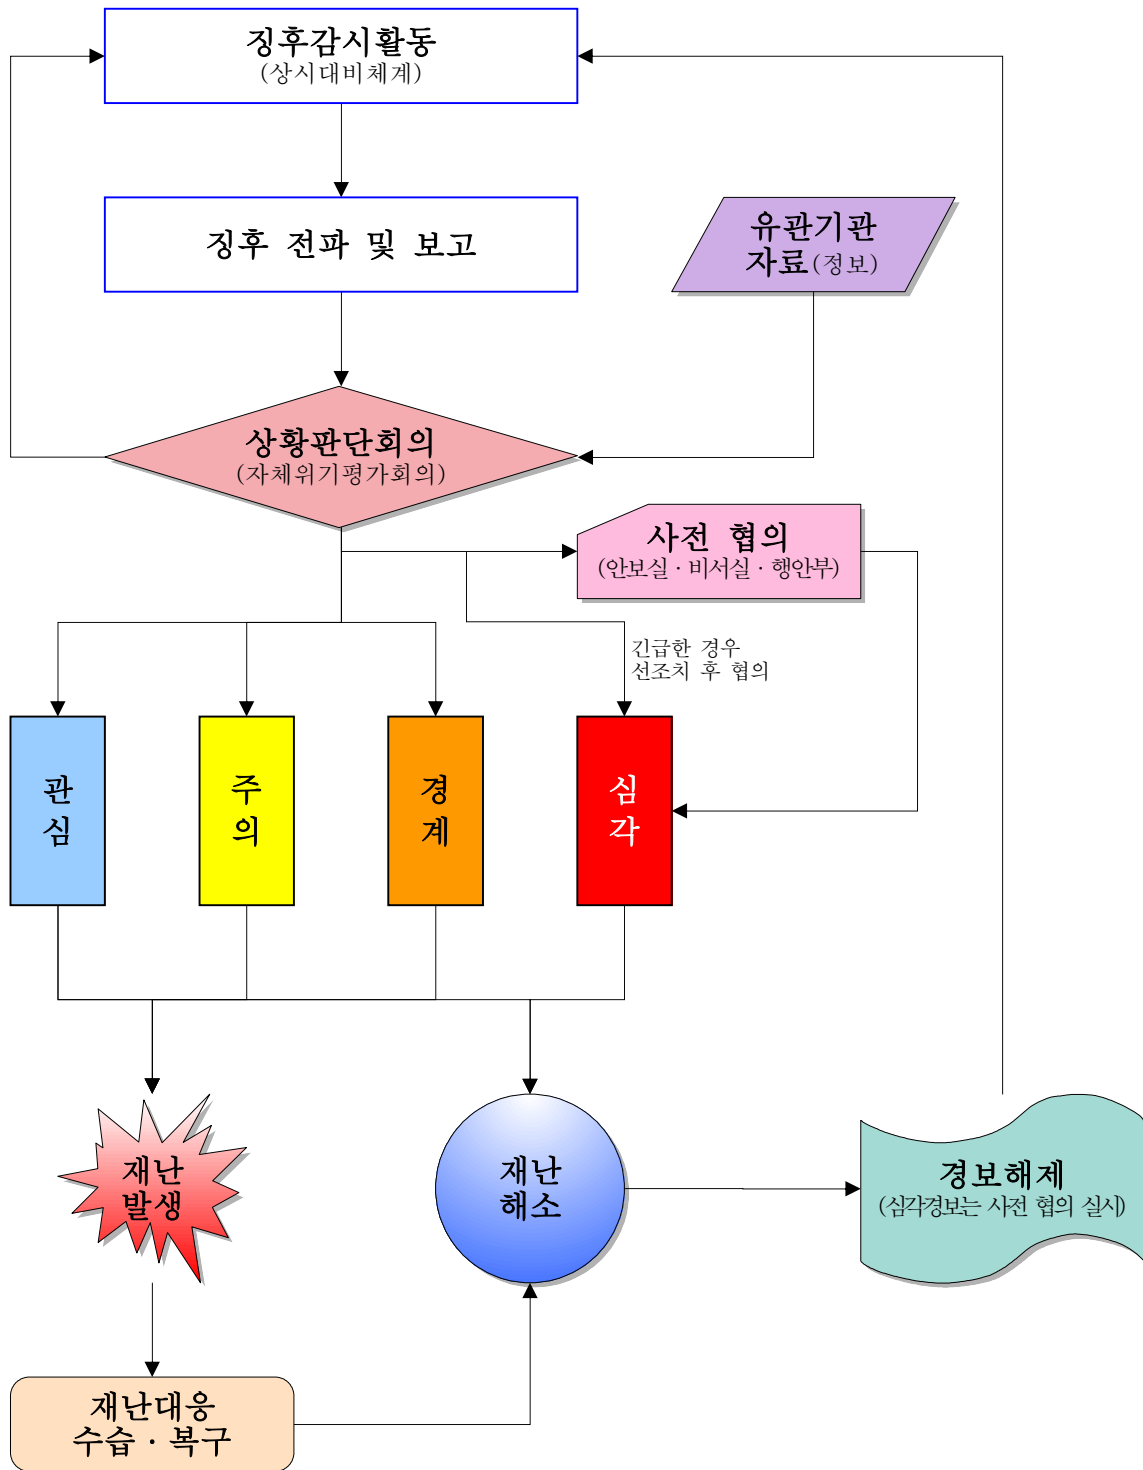 징후감시활동
(상시대비체계)
징후 전파 및 보고
유관기관
자료(정보)
상황판단회의
(자체위기평가회의)
사전 협의
(안보실·비서실·행안부)
긴급한 경우
선조치 후 협의
관
심
주
의
경
계
심
각
재난
발생
재난
해소
경보해제
(심각경보는 사전 협의 실시)
재난대응
수습·복구